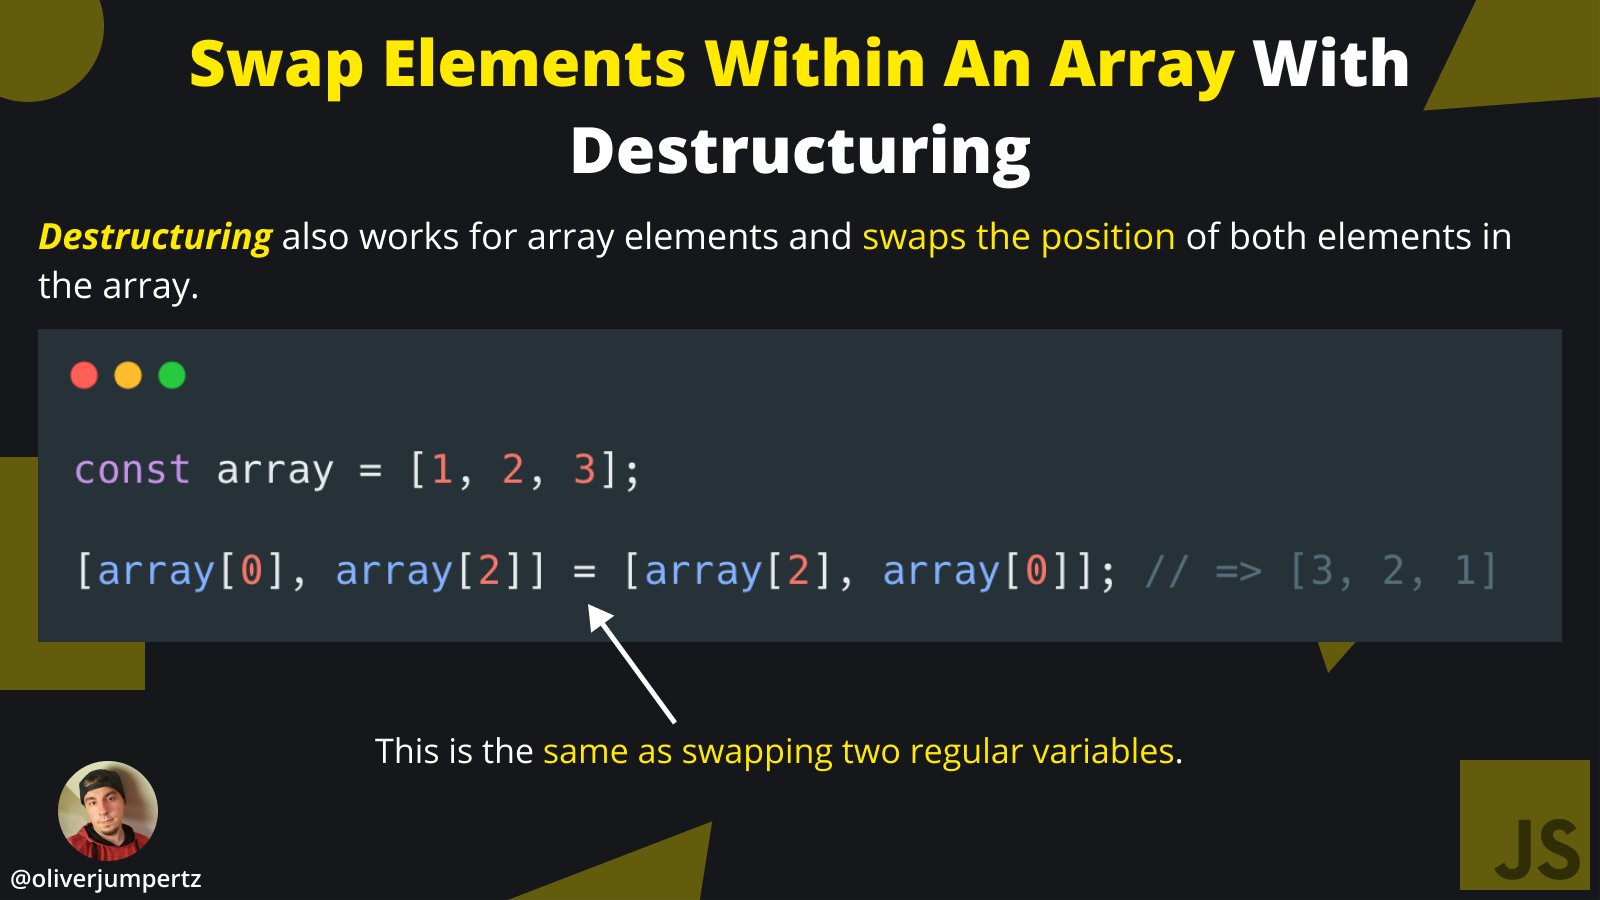 Swap Elements Within An Array With
Destructuring
Destructuring also works for array elements and swaps the position of both elements in
the array.
const array = [1, 2, 3];
[array[0], array[2]] = [array[2], array[0]]; // => [3, 2, 1]
This is the same as swapping two regular variables.
@oliverjumpertz
JS